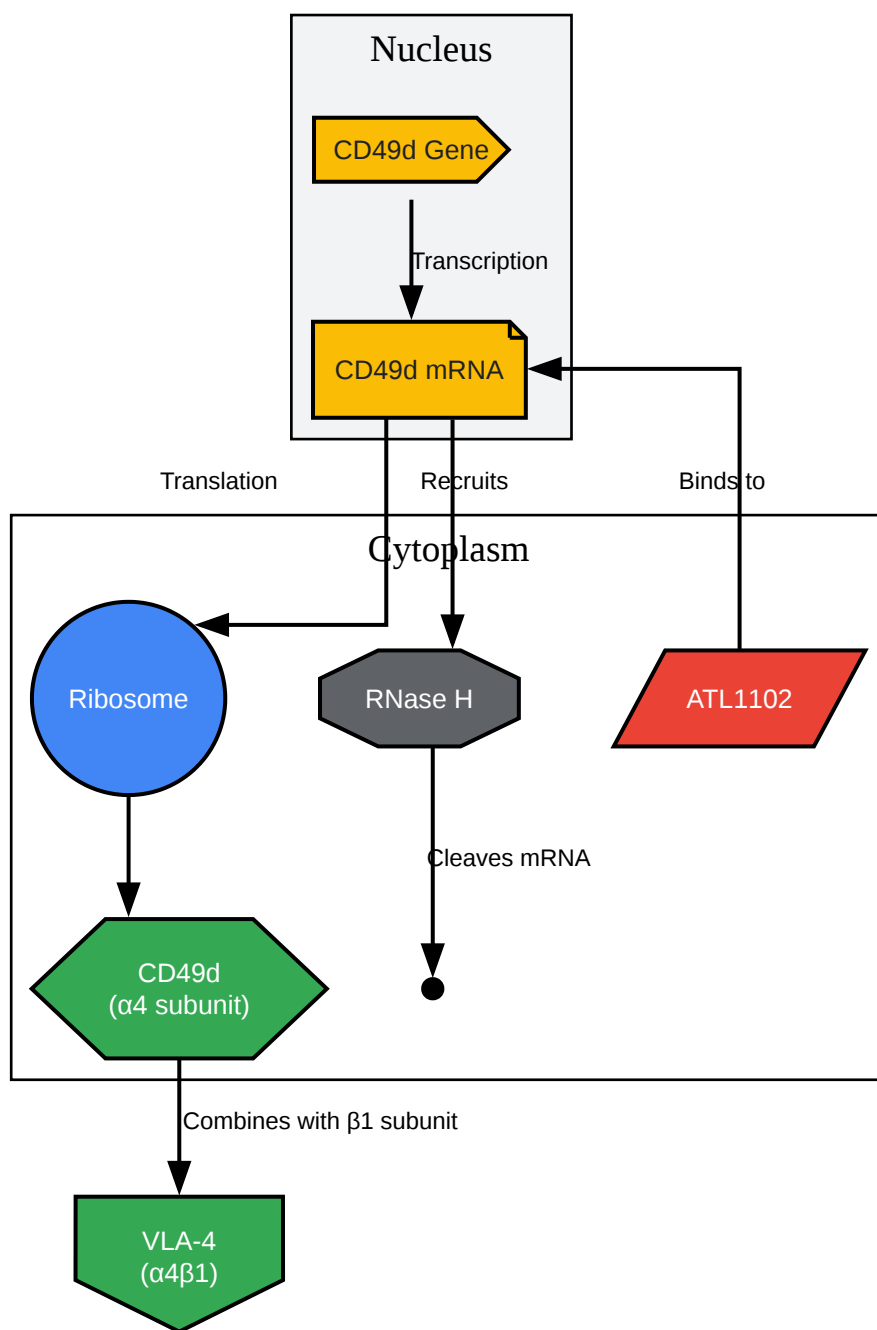 Nucleus
CD49d Gene
Transcription
CD49d mRNA
Translation
Recruits
Binds to
Cytoplasm
Ribosome
RNase H
ATL1102
Cleaves mRNA
CD49d
(α4 subunit)
Combines with β1 subunit
VLA-4
(α4β1)